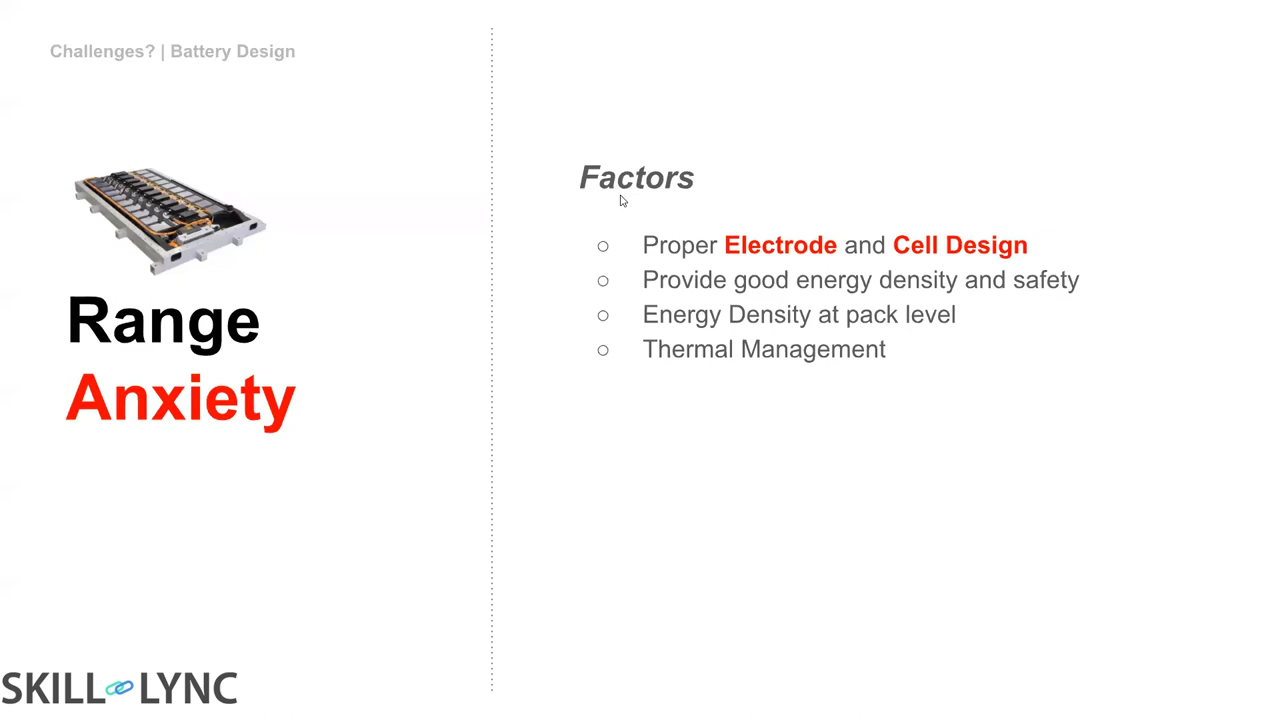 Challenges? | Battery Design
Range
Anxiety
Factors
○ Proper Electrode and Cell Design
○ Provide good energy density and safety
○ Energy Density at pack level
○ Thermal Management
SKILL LYNC